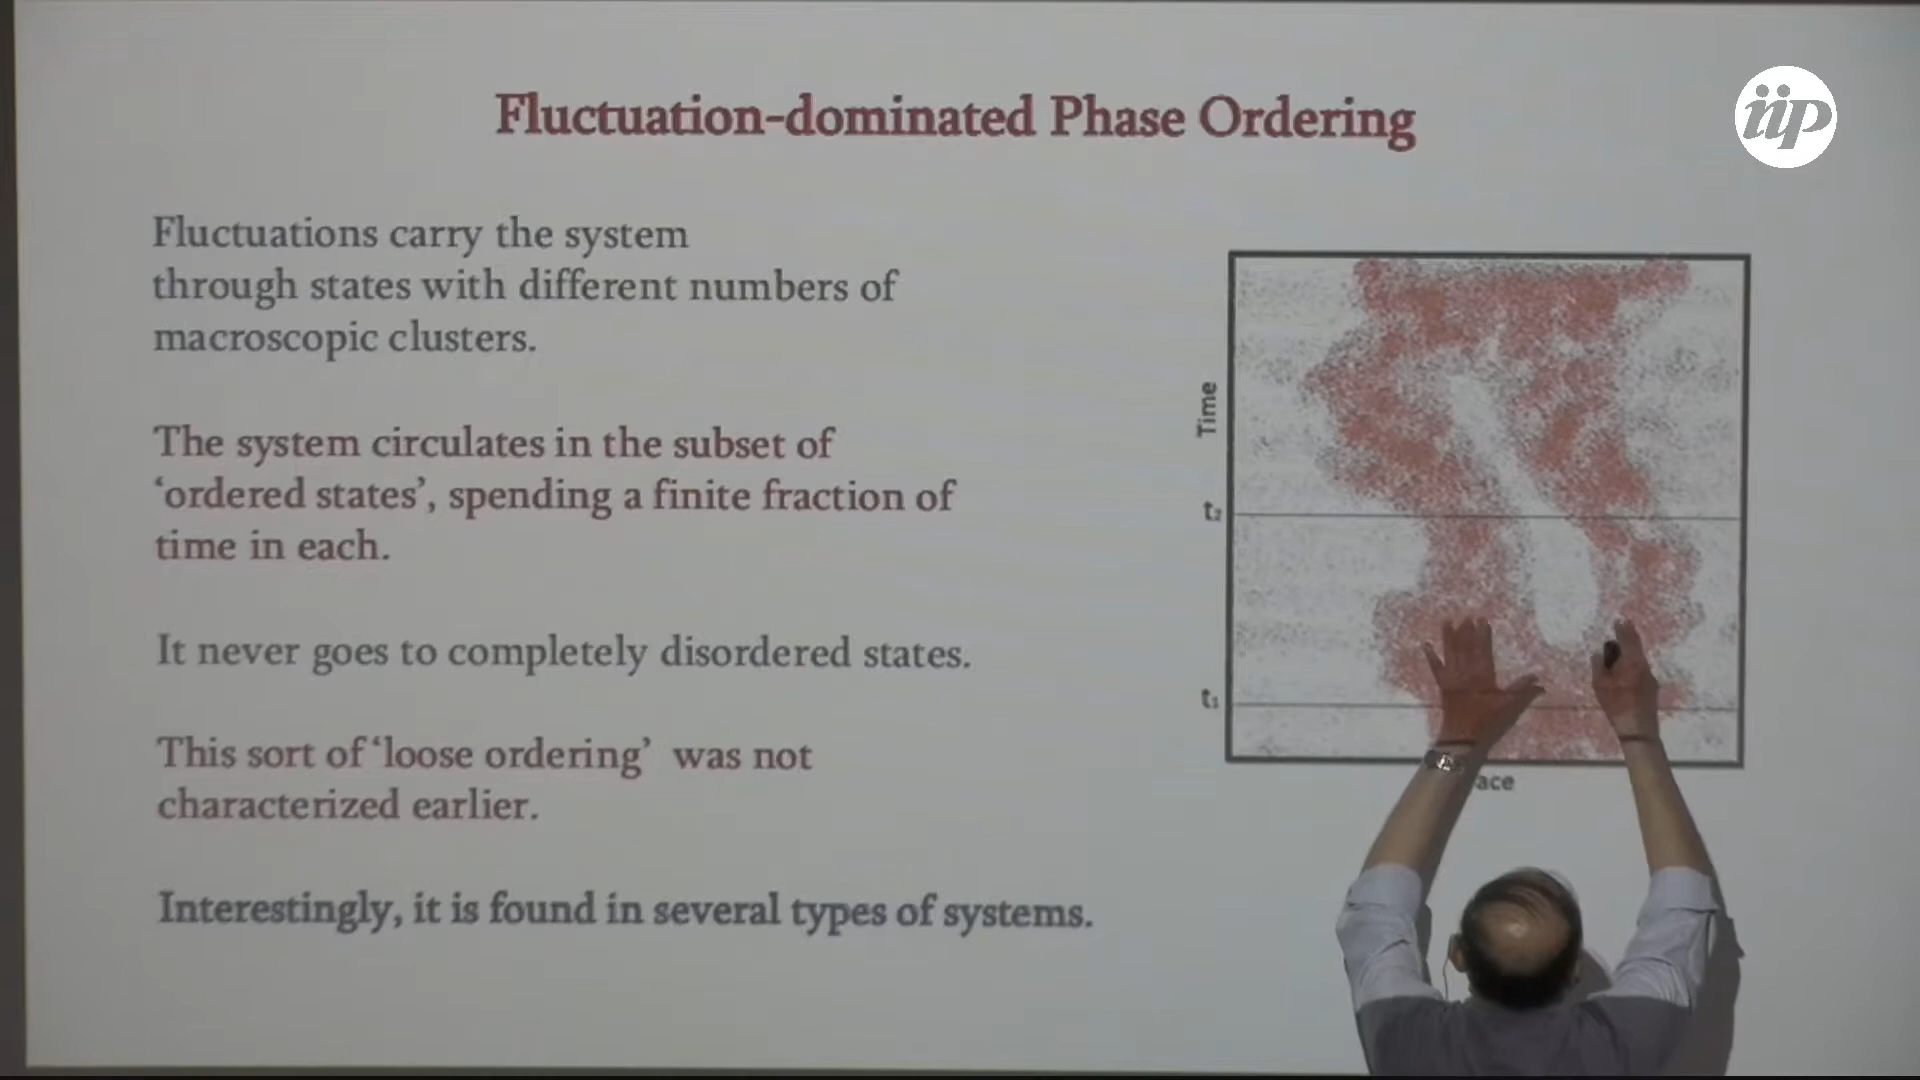 Fluctuation-dominated Phase Ordering
iip
Fluctuations carry the system
through states with different numbers of
macroscopic clusters.
The system circulates in the subset of
‘ordered states’, spending a finite fraction of
time in each.
It never goes to completely disordered states.
This sort of ‘loose ordering’ was not
characterized earlier.
Interestingly, it is found in several types of systems.
Time
t₂
t₁
ace